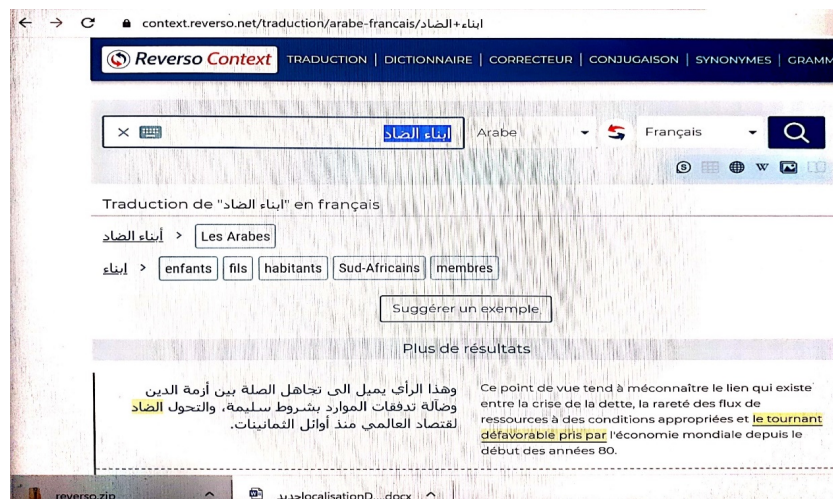 context.reverso.net/traduction/arabe-francais/ابناء+الضاد
Reverso Context TRADUCTION | DICTIONNAIRE | CORRECTEUR | CONJUGAISON | SYNONYMES | GRAMM
ابناء الضاد Arabe Français
Traduction de "ابناء الضاد" en français
أبناء الضاد > Les Arabes
ابناء > enfants fils habitants Sud-Africains membres
Suggérer un exemple
Plus de résultats
وهذا الرأي يميل الى تجاهل الصلة بين أزمة الدين
وضآلة تدفقات الموارد بشروط سليمة، والتحول الضاد
لقتصاد العالمي منذ أوائل الثمانينات.
Ce point de vue tend à méconnaître le lien qui existe
entre la crise de la dette, la rareté des flux de
ressources à des conditions appropriées et le tournant
défavorable pris par l'économie mondiale depuis le
début des années 80.
reverso.zip
localisationD...docx